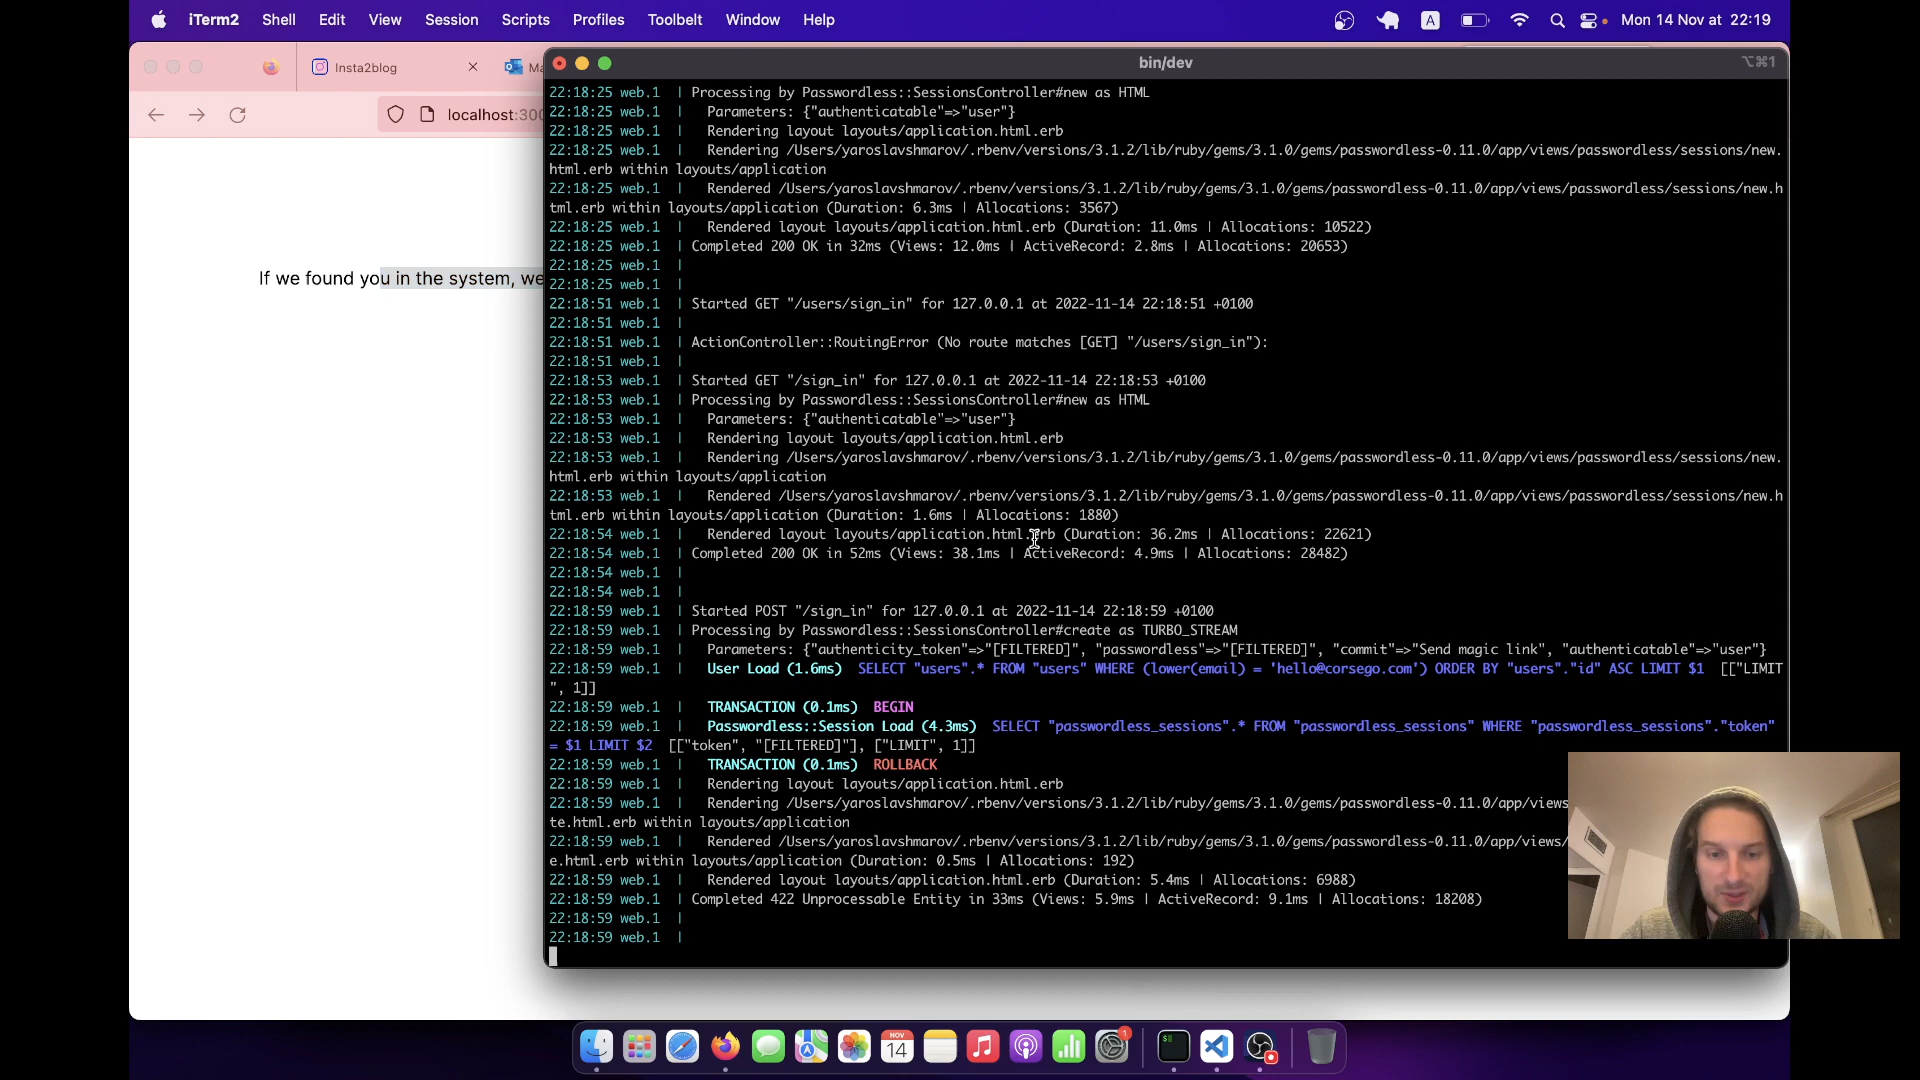 iTerm2 Shell Edit View Session Scripts Profiles Toolbelt Window Help
A
Mon 14 Nov at 22:19
Insta2blog
Ma
bin/dev
⌥⌘1
localhost:300
If we found you in the system, we
22:18:25 web.1 | Processing by Passwordless::SessionsController#new as HTML
22:18:25 web.1 | Parameters: {"authenticatable"=>"user"}
22:18:25 web.1 | Rendering layout layouts/application.html.erb
22:18:25 web.1 | Rendering /Users/yaroslavshmarov/.rbenv/versions/3.1.2/lib/ruby/gems/3.1.0/gems/passwordless-0.11.0/app/views/passwordless/sessions/new.
html.erb within layouts/application
22:18:25 web.1 | Rendered /Users/yaroslavshmarov/.rbenv/versions/3.1.2/lib/ruby/gems/3.1.0/gems/passwordless-0.11.0/app/views/passwordless/sessions/new.h
tml.erb within layouts/application (Duration: 6.3ms | Allocations: 3567)
22:18:25 web.1 | Rendered layout layouts/application.html.erb (Duration: 11.0ms | Allocations: 10522)
22:18:25 web.1 | Completed 200 OK in 32ms (Views: 12.0ms | ActiveRecord: 2.8ms | Allocations: 20653)
22:18:25 web.1 |
22:18:25 web.1 |
22:18:51 web.1 | Started GET "/users/sign_in" for 127.0.0.1 at 2022-11-14 22:18:51 +0100
22:18:51 web.1 |
22:18:51 web.1 | ActionController::RoutingError (No route matches [GET] "/users/sign_in"):
22:18:51 web.1 |
22:18:53 web.1 | Started GET "/sign_in" for 127.0.0.1 at 2022-11-14 22:18:53 +0100
22:18:53 web.1 | Processing by Passwordless::SessionsController#new as HTML
22:18:53 web.1 | Parameters: {"authenticatable"=>"user"}
22:18:53 web.1 | Rendering layout layouts/application.html.erb
22:18:53 web.1 | Rendering /Users/yaroslavshmarov/.rbenv/versions/3.1.2/lib/ruby/gems/3.1.0/gems/passwordless-0.11.0/app/views/passwordless/sessions/new.
html.erb within layouts/application
22:18:53 web.1 | Rendered /Users/yaroslavshmarov/.rbenv/versions/3.1.2/lib/ruby/gems/3.1.0/gems/passwordless-0.11.0/app/views/passwordless/sessions/new.h
tml.erb within layouts/application (Duration: 1.6ms | Allocations: 1880)
22:18:54 web.1 | Rendered layout layouts/application.html.erb (Duration: 36.2ms | Allocations: 22621)
22:18:54 web.1 | Completed 200 OK in 52ms (Views: 38.1ms | ActiveRecord: 4.9ms | Allocations: 28482)
22:18:54 web.1 |
22:18:54 web.1 |
22:18:59 web.1 | Started POST "/sign_in" for 127.0.0.1 at 2022-11-14 22:18:59 +0100
22:18:59 web.1 | Processing by Passwordless::SessionsController#create as TURBO_STREAM
22:18:59 web.1 | Parameters: {"authenticity_token"=>"[FILTERED]", "passwordless"=>"[FILTERED]", "commit"=>"Send magic link", "authenticatable"=>"user"}
22:18:59 web.1 | User Load (1.6ms) SELECT "users".* FROM "users" WHERE (lower(email) = 'hello@corsego.com') ORDER BY "users"."id" ASC LIMIT $1 [["LIMIT
", 1]]
22:18:59 web.1 | TRANSACTION (0.1ms) BEGIN
22:18:59 web.1 | Passwordless::Session Load (4.3ms) SELECT "passwordless_sessions".* FROM "passwordless_sessions" WHERE "passwordless_sessions"."token"
= $1 LIMIT $2 [["token", "[FILTERED]"], ["LIMIT", 1]]
22:18:59 web.1 | TRANSACTION (0.1ms) ROLLBACK
22:18:59 web.1 | Rendering layout layouts/application.html.erb
22:18:59 web.1 | Rendering /Users/yaroslavshmarov/.rbenv/versions/3.1.2/lib/ruby/gems/3.1.0/gems/passwordless-0.11.0/app/views
te.html.erb within layouts/application
22:18:59 web.1 | Rendered /Users/yaroslavshmarov/.rbenv/versions/3.1.2/lib/ruby/gems/3.1.0/gems/passwordless-0.11.0/app/views/
e.html.erb within layouts/application (Duration: 0.5ms | Allocations: 192)
22:18:59 web.1 | Rendered layout layouts/application.html.erb (Duration: 5.4ms | Allocations: 6988)
22:18:59 web.1 | Completed 422 Unprocessable Entity in 33ms (Views: 5.9ms | ActiveRecord: 9.1ms | Allocations: 18208)
22:18:59 web.1 |
22:18:59 web.1 |
NOV
14
1